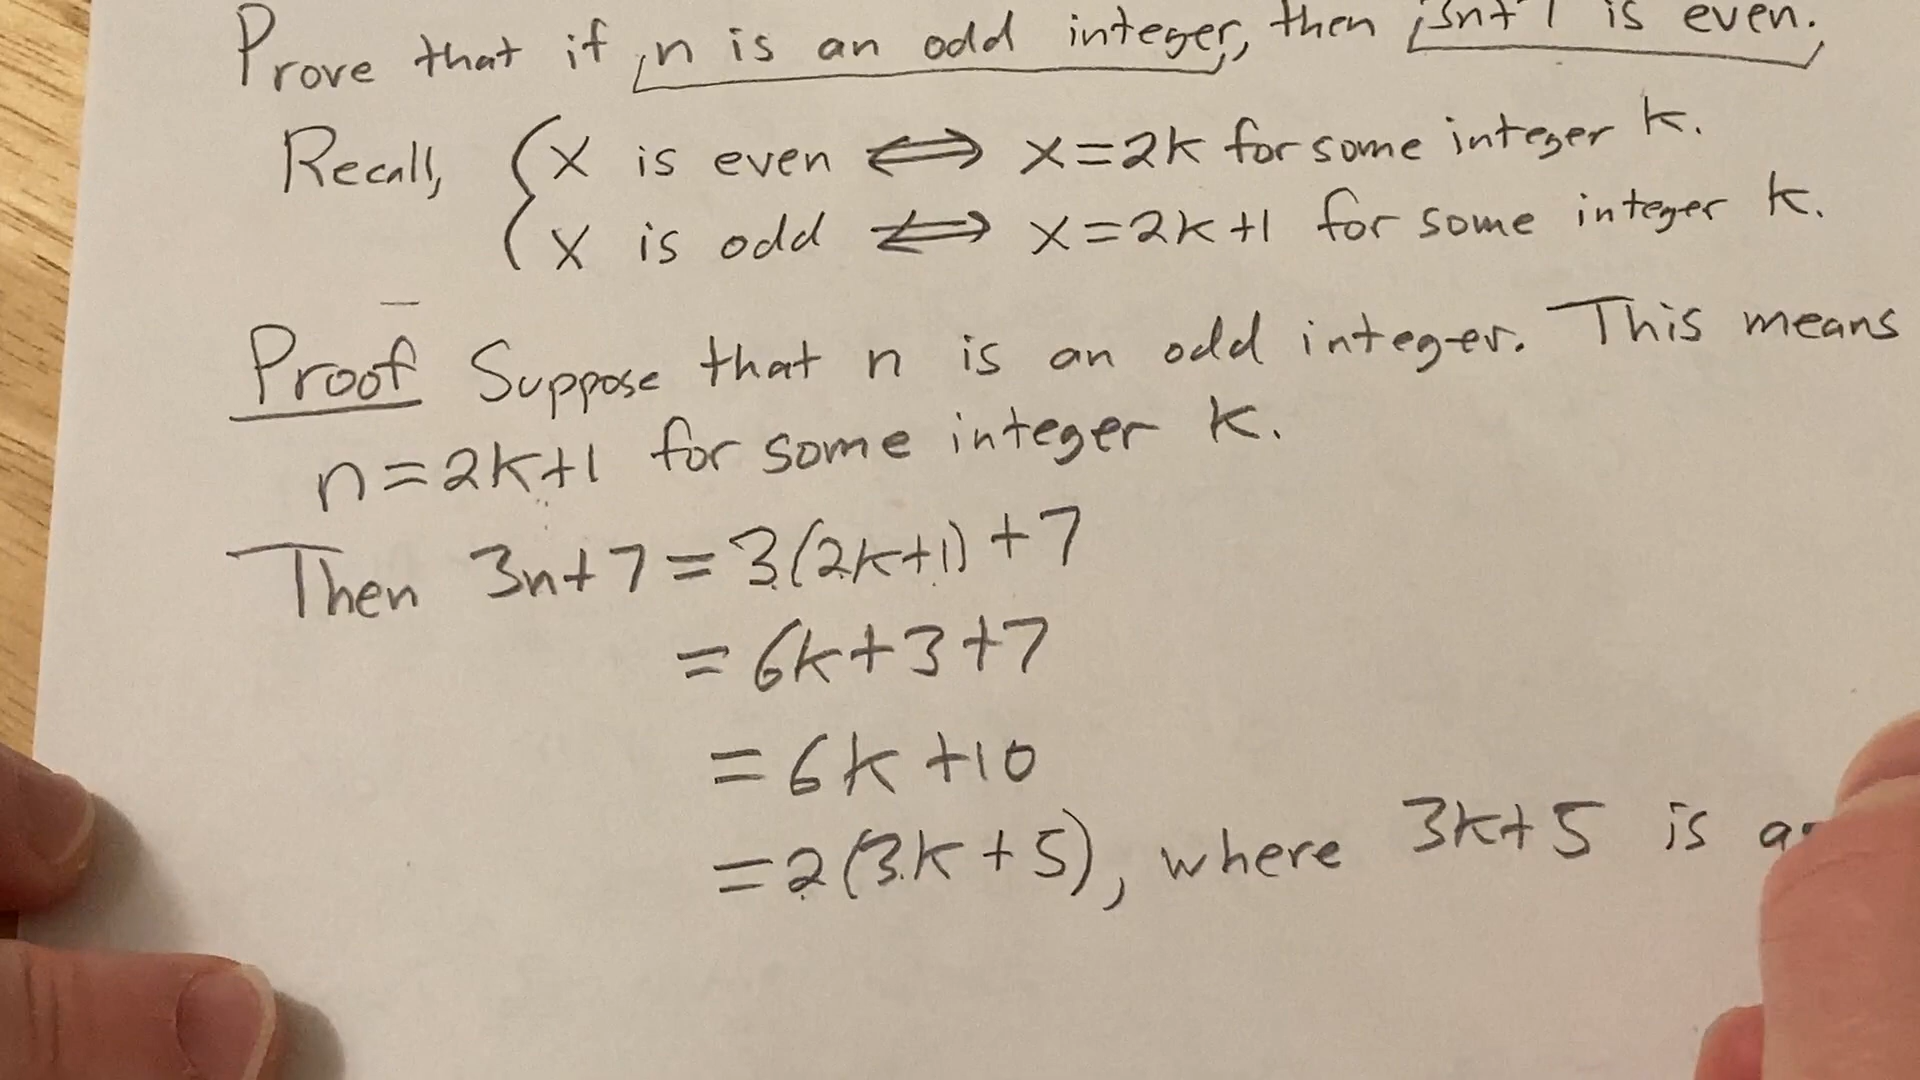 Prove that if n is an odd integer, then 3n+7 is even.
Recall, { x is even ⟺ x=2k for some integer k.
x is odd ⟺ x=2k+1 for some integer k.
Proof Suppose that n is an odd integer. This means
n=2k+1 for some integer k.
Then 3n+7=3(2k+1)+7
=6k+3+7
=6k+10
=2(3k+5), where 3k+5 is